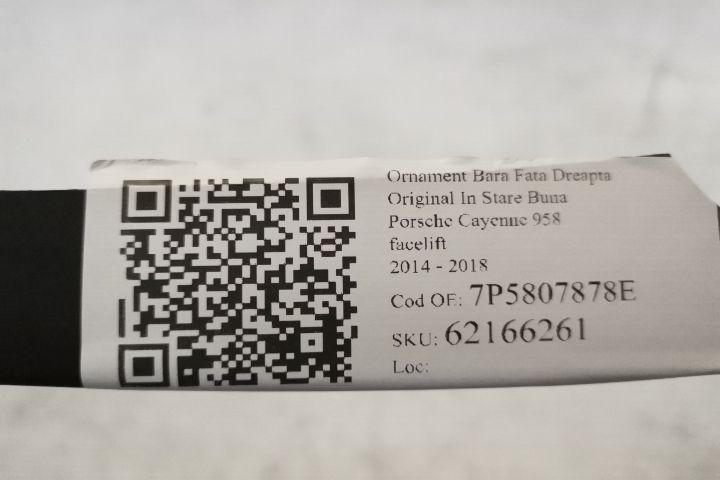 Ornament Bara Fata Dreapta
Original In Stare Buna
Porsche Cayenne 958
facelift
2014 - 2018
Cod OE: 7P5807878E
SKU: 62166261
Loc: